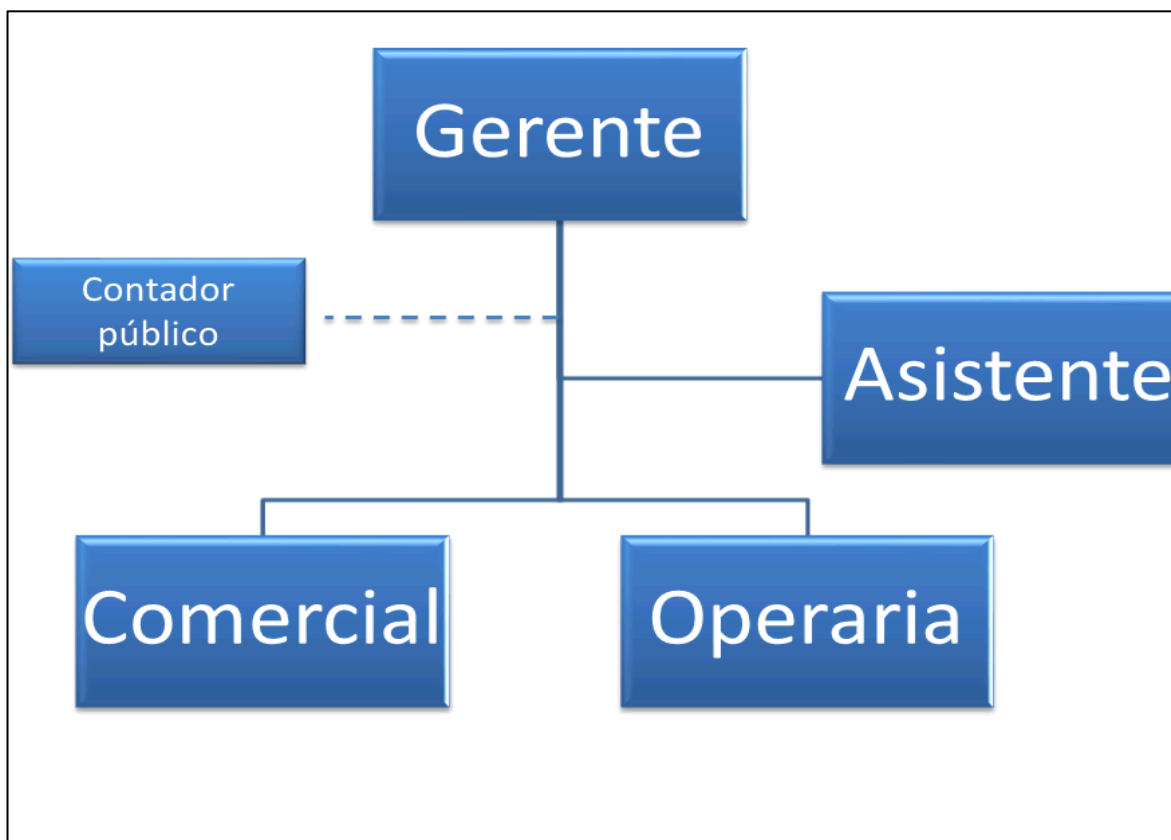 Gerente
Contador
público
Asistente
Comercial
Operaria